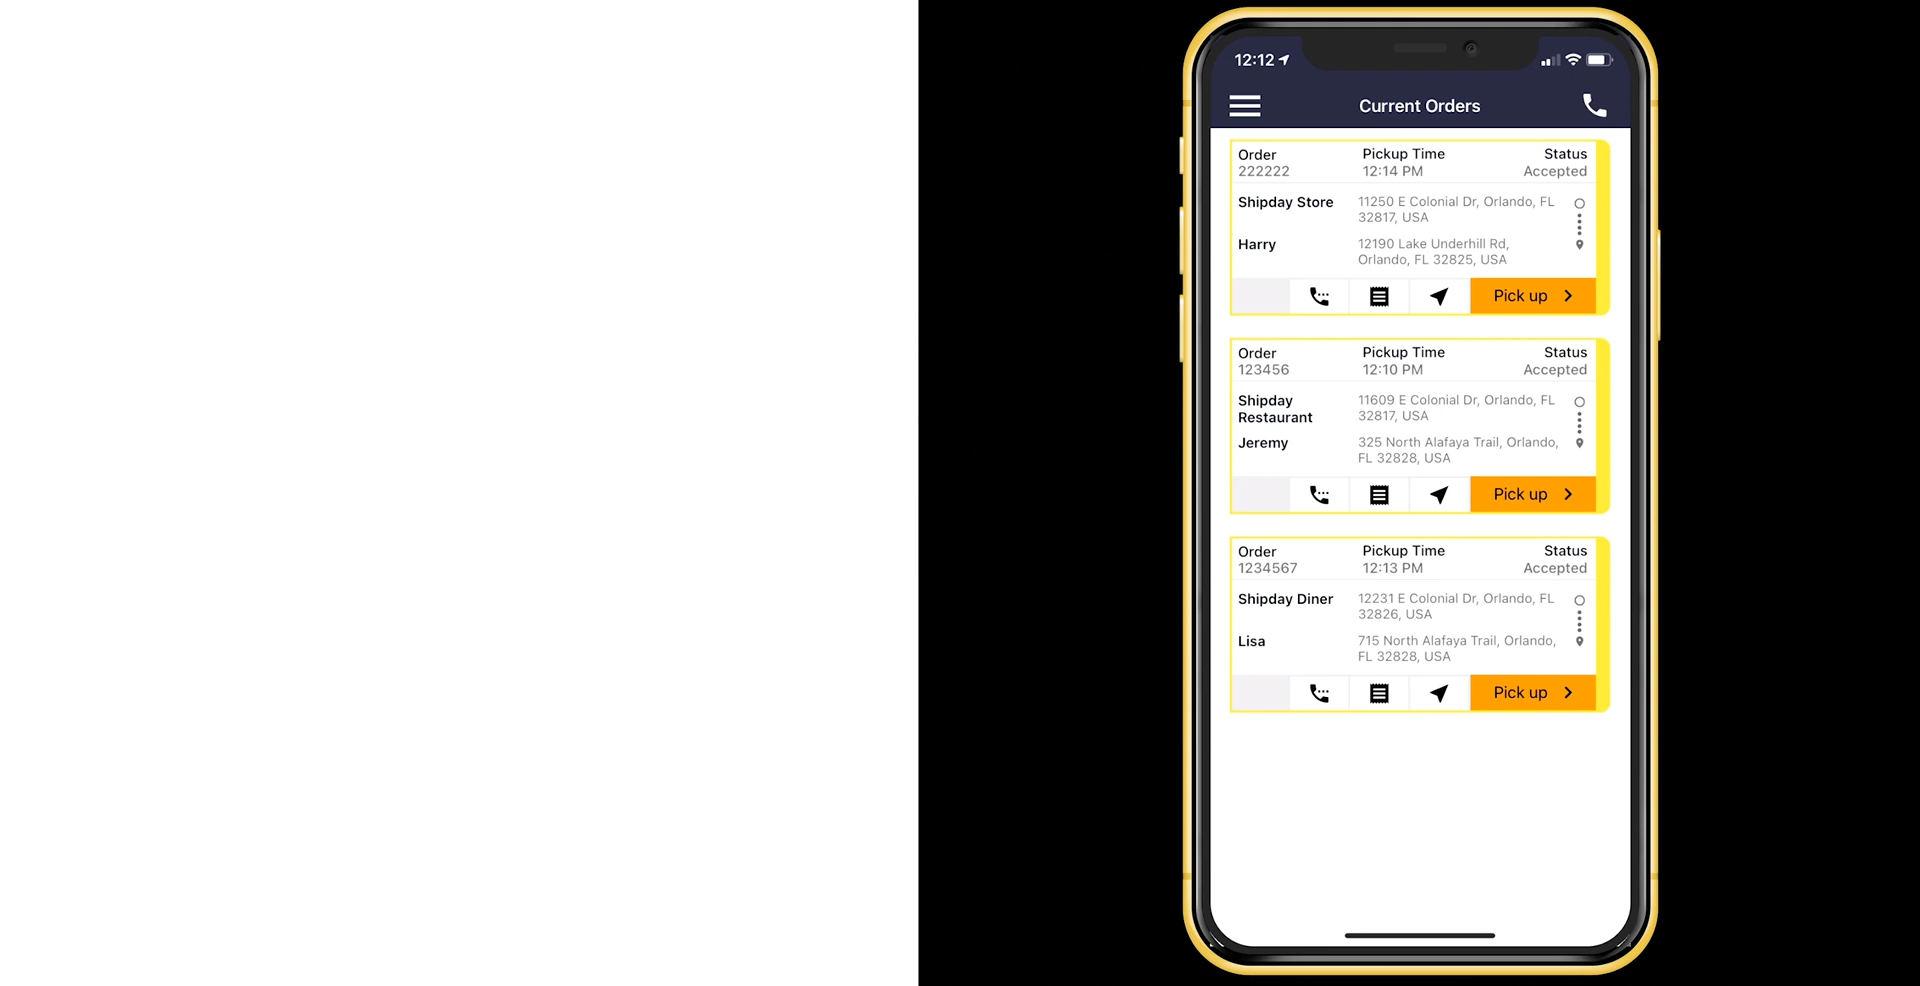 12:12
Current Orders
Order Pickup Time Status
222222 12:14 PM Accepted
Shipday Store 11250 E Colonial Dr, Orlando, FL
32817, USA
Harry 12190 Lake Underhill Rd,
Orlando, FL 32825, USA
Pick up
Order Pickup Time Status
123456 12:10 PM Accepted
Shipday 11609 E Colonial Dr, Orlando, FL
Restaurant 32817, USA
Jeremy 325 North Alafaya Trail, Orlando,
FL 32828, USA
Pick up
Order Pickup Time Status
1234567 12:13 PM Accepted
Shipday Diner 12231 E Colonial Dr, Orlando, FL
32826, USA
Lisa 715 North Alafaya Trail, Orlando,
FL 32828, USA
Pick up